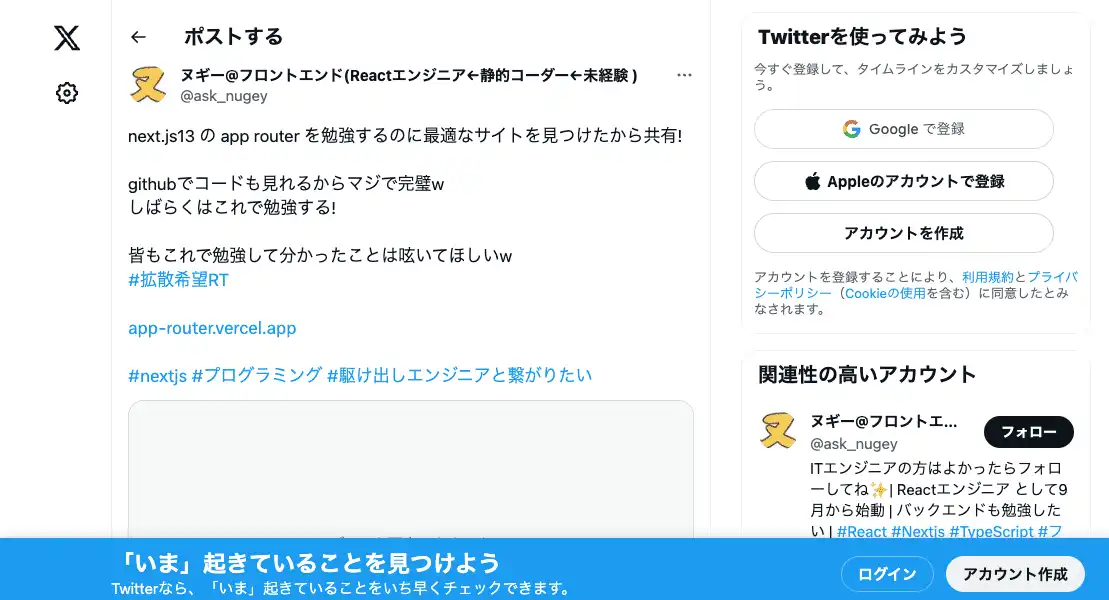 ポストする
ヌギー@フロントエンド(Reactエンジニア←静的コーダー←未経験 )
@ask_nugey
next.js13 の app router を勉強するのに最適なサイトを見つけたから共有!
githubでコードも見れるからマジで完璧w
しばらくはこれで勉強する!
皆もこれで勉強して分かったことは呟いてほしいw
#拡散希望RT
app-router.vercel.app
#nextjs #プログラミング #駆け出しエンジニアと繋がりたい
Twitterを使ってみよう
今すぐ登録して、タイムラインをカスタマイズしましょ
う。
Google で登録
Appleのアカウントで登録
アカウントを作成
アカウントを登録することにより、利用規約とプライバ
シーポリシー（Cookieの使用を含む）に同意したとみ
なされます。
関連性の高いアカウント
ヌギー@フロントエ...
@ask_nugey
フォロー
ITエンジニアの方はよかったらフォロ
ーしてね✨| Reactエンジニア として9
月から始動 | バックエンドも勉強した
い | #React #Nextjs #TypeScript #フ
「いま」起きていることを見つけよう
Twitterなら、「いま」起きていることをいち早くチェックできます。
ログイン
アカウント作成